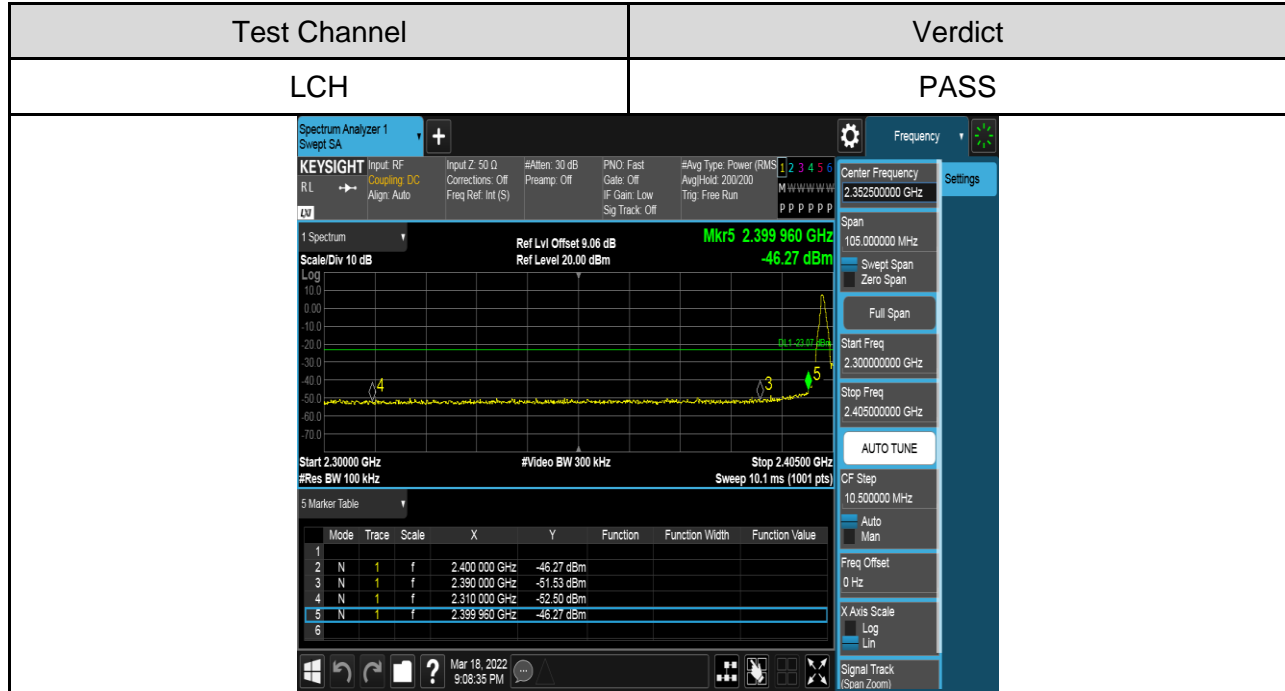 Test Channel Verdict
LCH PASS
Spectrum Analyzer 1
Swept SA
Frequency
KEYSIGHT Input: RF Input Z: 50 Ω #Atten: 30 dB PNO: Fast #Avg Type: Power (RMS 1 2 3 4 5 6
RL Coupling: DC Corrections: Off Preamp: Off Gate: Off Avg|Hold: 200/200 M W W W W W
Align: Auto Freq Ref: Int (S) IF Gain: Low Trig: Free Run
LXI Sig Track: Off P P P P P P
Center Frequency
2.352500000 GHz
Settings
Span
105.000000 MHz
Swept Span
Zero Span
Full Span
Start Freq
2.300000000 GHz
Stop Freq
2.405000000 GHz
AUTO TUNE
CF Step
10.500000 MHz
Auto
Man
Freq Offset
0 Hz
X Axis Scale
Log
Lin
Signal Track
(Span Zoom)
1 Spectrum
Ref Lvl Offset 9.06 dB Mkr5 2.399 960 GHz
Scale/Div 10 dB Ref Level 20.00 dBm -46.27 dBm
Log
10.0
0.00
-10.0
-20.0
DL1 -23.07 dBm
-30.0
-40.0
4 3 5
-50.0
-60.0
-70.0
Start 2.30000 GHz #Video BW 300 kHz Stop 2.40500 GHz
#Res BW 100 kHz Sweep 10.1 ms (1001 pts)
5 Marker Table
Mode Trace Scale X Y Function Function Width Function Value
1
2 N 1 f 2.400 000 GHz -46.27 dBm
3 N 1 f 2.390 000 GHz -51.53 dBm
4 N 1 f 2.310 000 GHz -52.50 dBm
5 N 1 f 2.399 960 GHz -46.27 dBm
6
? Mar 18, 2022
9:08:35 PM